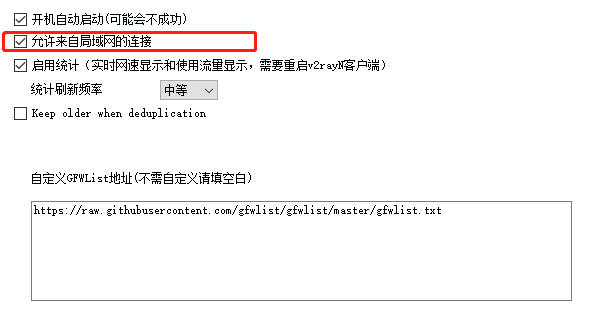 开机自动启动(可能会不成功)
允许来自局域网的连接
启用统计（实时网速显示和使用流量显示，需要重启v2rayN客户端）
统计刷新频率 中等
Keep older when deduplication
自定义GFWList地址(不需自定义请填空白)
https://raw.githubusercontent.com/gfwlist/gfwlist/master/gfwlist.txt